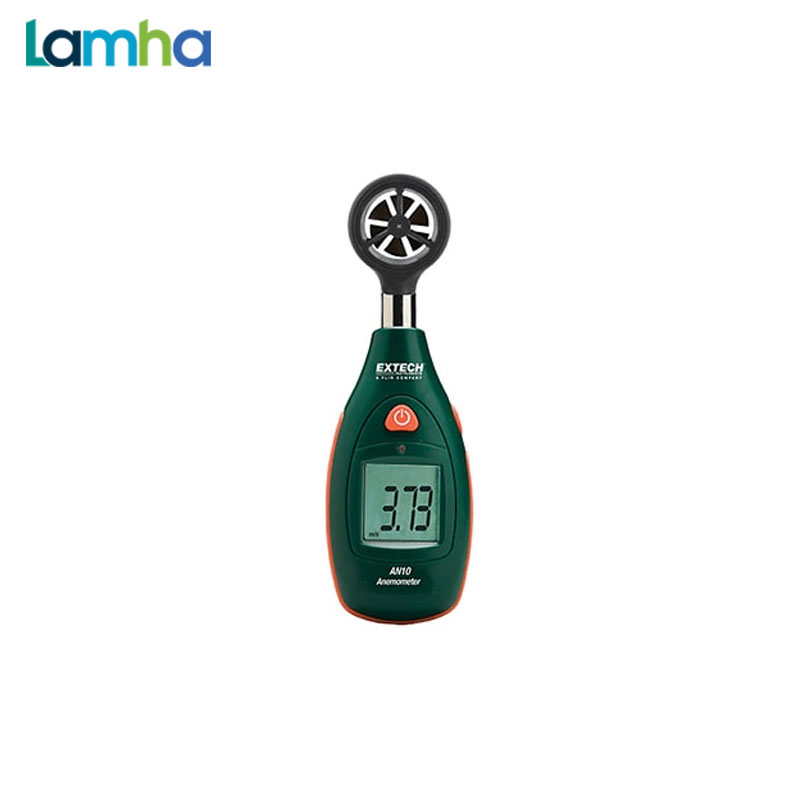 Lamha
EXTECH
A FLIR COMPANY
3.73
m/s
AN10
Anemometer